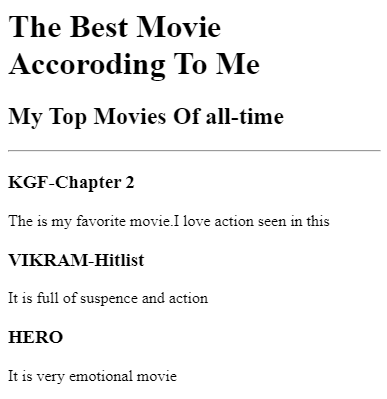 The Best Movie
Accoroding To Me
My Top Movies Of all-time
KGF-Chapter 2
The is my favorite movie.I love action seen in this
VIKRAM-Hitlist
It is full of suspence and action
HERO
It is very emotional movie